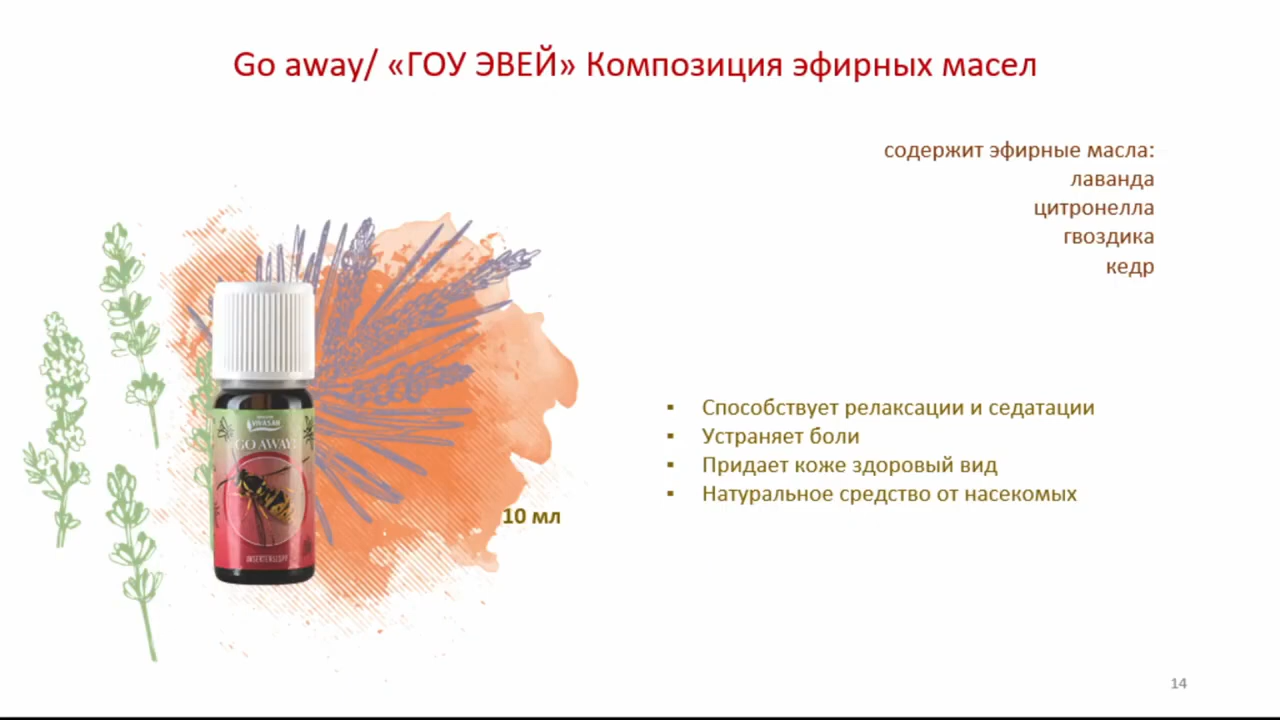 Go away/ «ГОУ ЭВЕЙ» Композиция эфирных масел
содержит эфирные масла:
лаванда
цитронелла
гвоздика
кедр
VIVASAN
GO AWAY!
▪ Способствует релаксации и седатации
▪ Устраняет боли
▪ Придает коже здоровый вид
▪ Натуральное средство от насекомых
10 мл
14